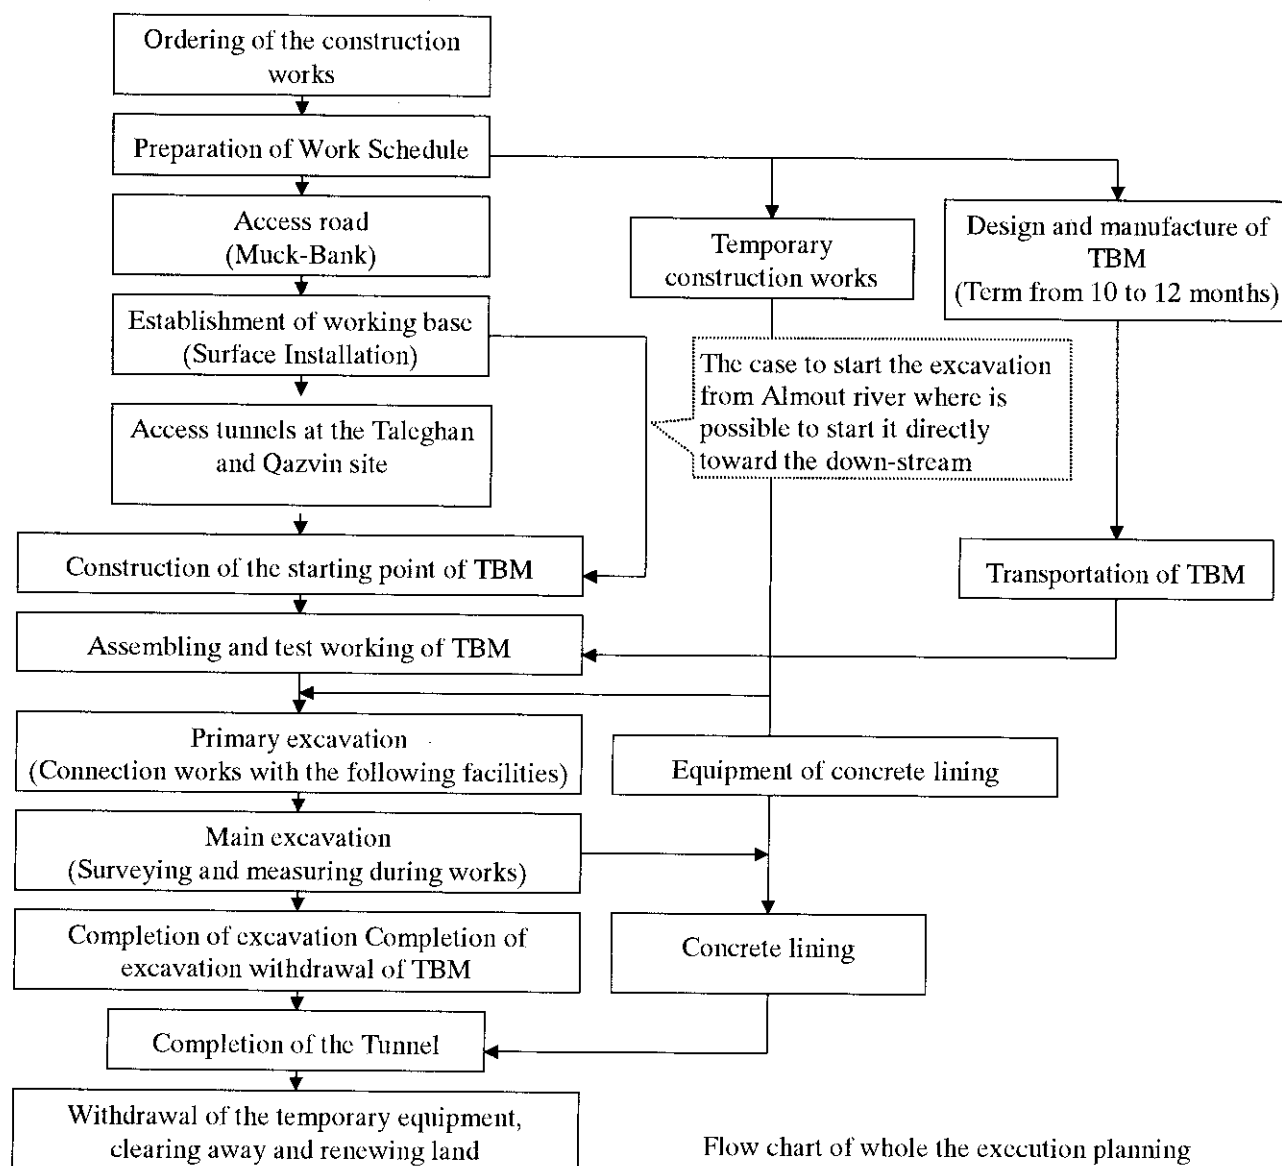 Ordering of the construction
works
Preparation of Work Schedule
Access road
(Muck-Bank)
Temporary
construction works
Design and manufacture of
TBM
(Term from 10 to 12 months)
Establishment of working base
(Surface Installation)
The case to start the excavation
from Almout river where is
possible to start it directly
toward the down-stream
Access tunnels at the Taleghan
and Qazvin site
Construction of the starting point of TBM
Transportation of TBM
Assembling and test working of TBM
Primary excavation
(Connection works with the following facilities)
Equipment of concrete lining
Main excavation
(Surveying and measuring during works)
Completion of excavation Completion of
excavation withdrawal of TBM
Concrete lining
Completion of the Tunnel
Withdrawal of the temporary equipment,
clearing away and renewing land
Flow chart of whole the execution planning